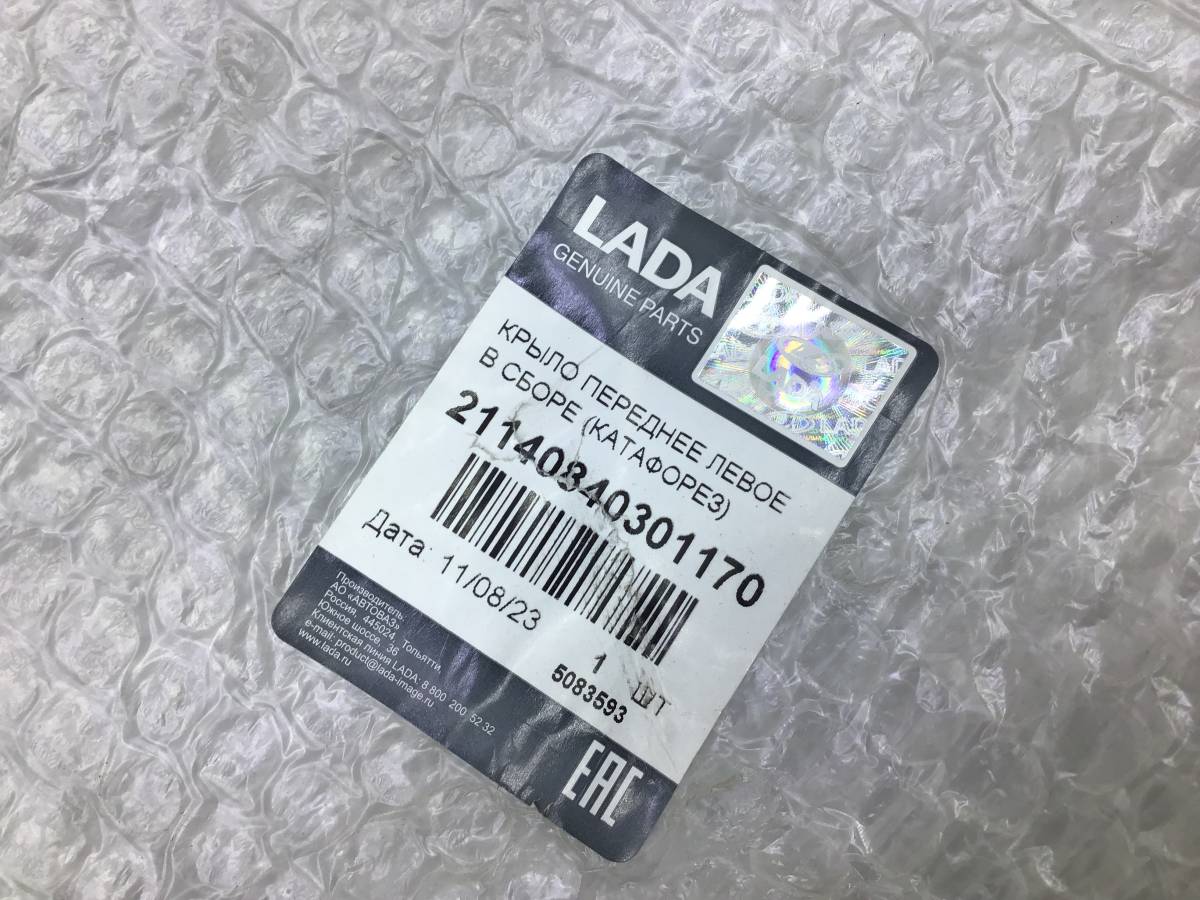 LADA
GENUINE PARTS
КРЫЛО ПЕРЕДНЕЕ ЛЕВОЕ
В СБОРЕ (КАТАФОРЕЗ)
21140840301170
Дата: 11/08/23
1 ШТ
5083593
Производитель:
АО «АВТОВАЗ»
Россия, 445024, Тольятти
Южное шоссе, 36
Клиентская линия LADA: 8 800 200 52 32
e-mail: product@lada-image.ru
www.lada.ru
EAC